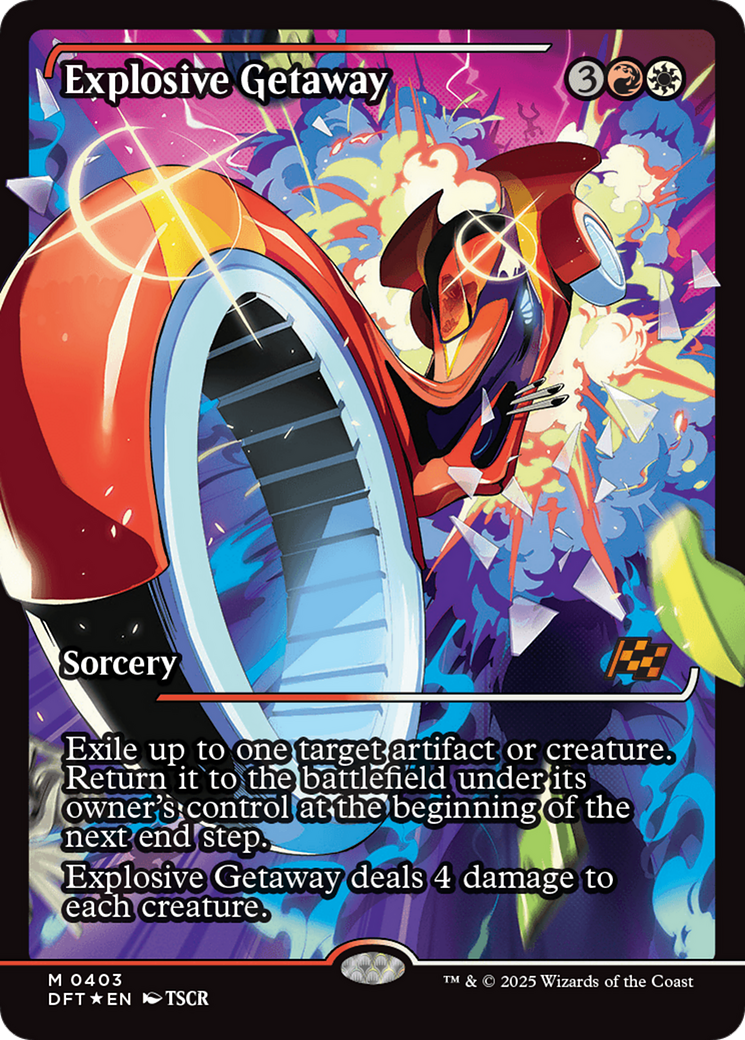 Explosive Getaway
3
Sorcery
Exile up to one target artifact or creature.
Return it to the battlefield under its
owner's control at the beginning of the
next end step.
Explosive Getaway deals 4 damage to
each creature.
M 0403
DFT★EN TSCR
™ & © 2025 Wizards of the Coast